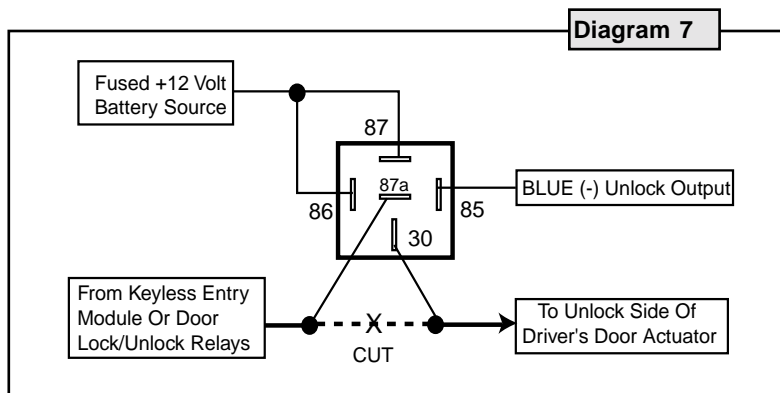 Diagram 7
Fused +12 Volt
Battery Source
87
87a
86
85
BLUE (-) Unlock Output
30
From Keyless Entry
Module Or Door
Lock/Unlock Relays
X
CUT
To Unlock Side Of
Driver's Door Actuator